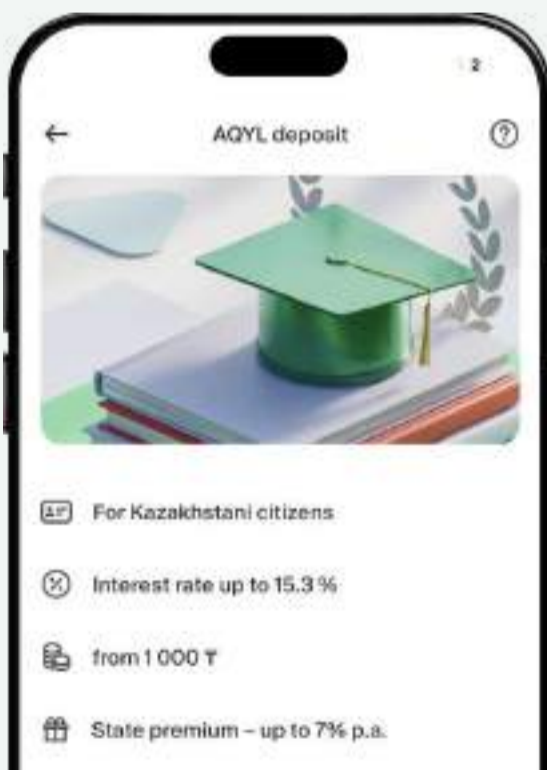 2
AQYL deposit
For Kazakhstani citizens
Interest rate up to 15.3 %
from 1 000 ₸
State premium – up to 7% p.a.